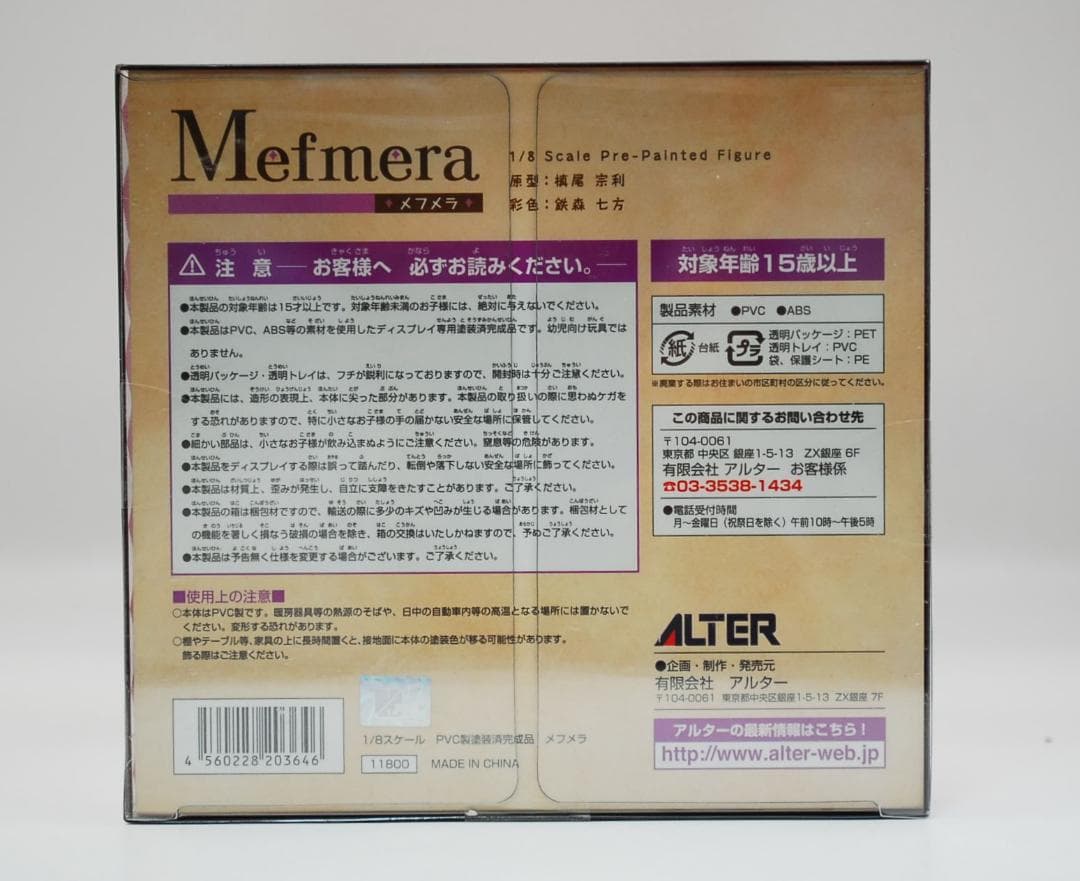 Mefmera
メフメラ
1/8 Scale Pre-Painted Figure
原型：槙尾 宗利
彩色：鉄森 七方
注意 — お客様へ 必ずお読みください。
●本製品の対象年齢は15才以上です。対象年齢未満のお子様には、絶対に与えないでください。
●本製品はPVC、ABS等の素材を使用したディスプレイ専用塗装済完成品です。幼児向け玩具では
ありません。
●透明パッケージ・透明トレイは、フチが鋭利になっておりますので、開封時は十分ご注意ください。
●本製品には、造形の表現上、本体に尖った部分があります。本製品の取り扱いの際に思わぬケガを
する恐れがありますので、特に小さなお子様の手の届かない安全な場所に保管してください。
●細かい部品は、小さなお子様が飲み込まぬようにご注意ください。窒息等の危険があります。
●本製品をディスプレイする際は誤って踏んだり、転倒や落下しない安全な場所に飾ってください。
●本製品は材質上、歪みが発生し、自立に支障をきたすことがあります。ご了承ください。
●本製品の箱は梱包材ですので、輸送の際に多少のキズや凹みが生じる場合があります。梱包材として
の機能を著しく損なう破損の場合を除き、箱の交換はいたしかねますので、予めご了承ください。
●本製品は予告無く仕様を変更する場合がございます。ご了承ください。
■使用上の注意■
○本体はPVC製です。暖房器具等の熱源のそばや、日中の自動車内等の高温となる場所には置かないで
ください。変形する恐れがあります。
○棚やテーブル等、家具の上に長時間置くと、接地面に本体の塗装色が移る可能性があります。
飾る際はご注意ください。
4 560228 203646
1/8スケール PVC製塗装済完成品 メフメラ
11800 MADE IN CHINA
対象年齢15歳以上
製品素材 ●PVC ●ABS
紙 台紙
プラ
透明パッケージ：PET
透明トレイ：PVC
袋、保護シート：PE
※廃棄する際はお住まいの市区町村の区分に従ってください。
この商品に関するお問い合わせ先
〒104-0061
東京都 中央区 銀座1-5-13 ZX銀座 6F
有限会社 アルター お客様係
☎03-3538-1434
●電話受付時間
月〜金曜日（祝祭日を除く）午前10時〜午後5時
ALTER
●企画・制作・発売元
有限会社 アルター
〒104-0061 東京都中央区銀座1-5-13 ZX銀座 7F
アルターの最新情報はこちら！
http://www.alter-web.jp